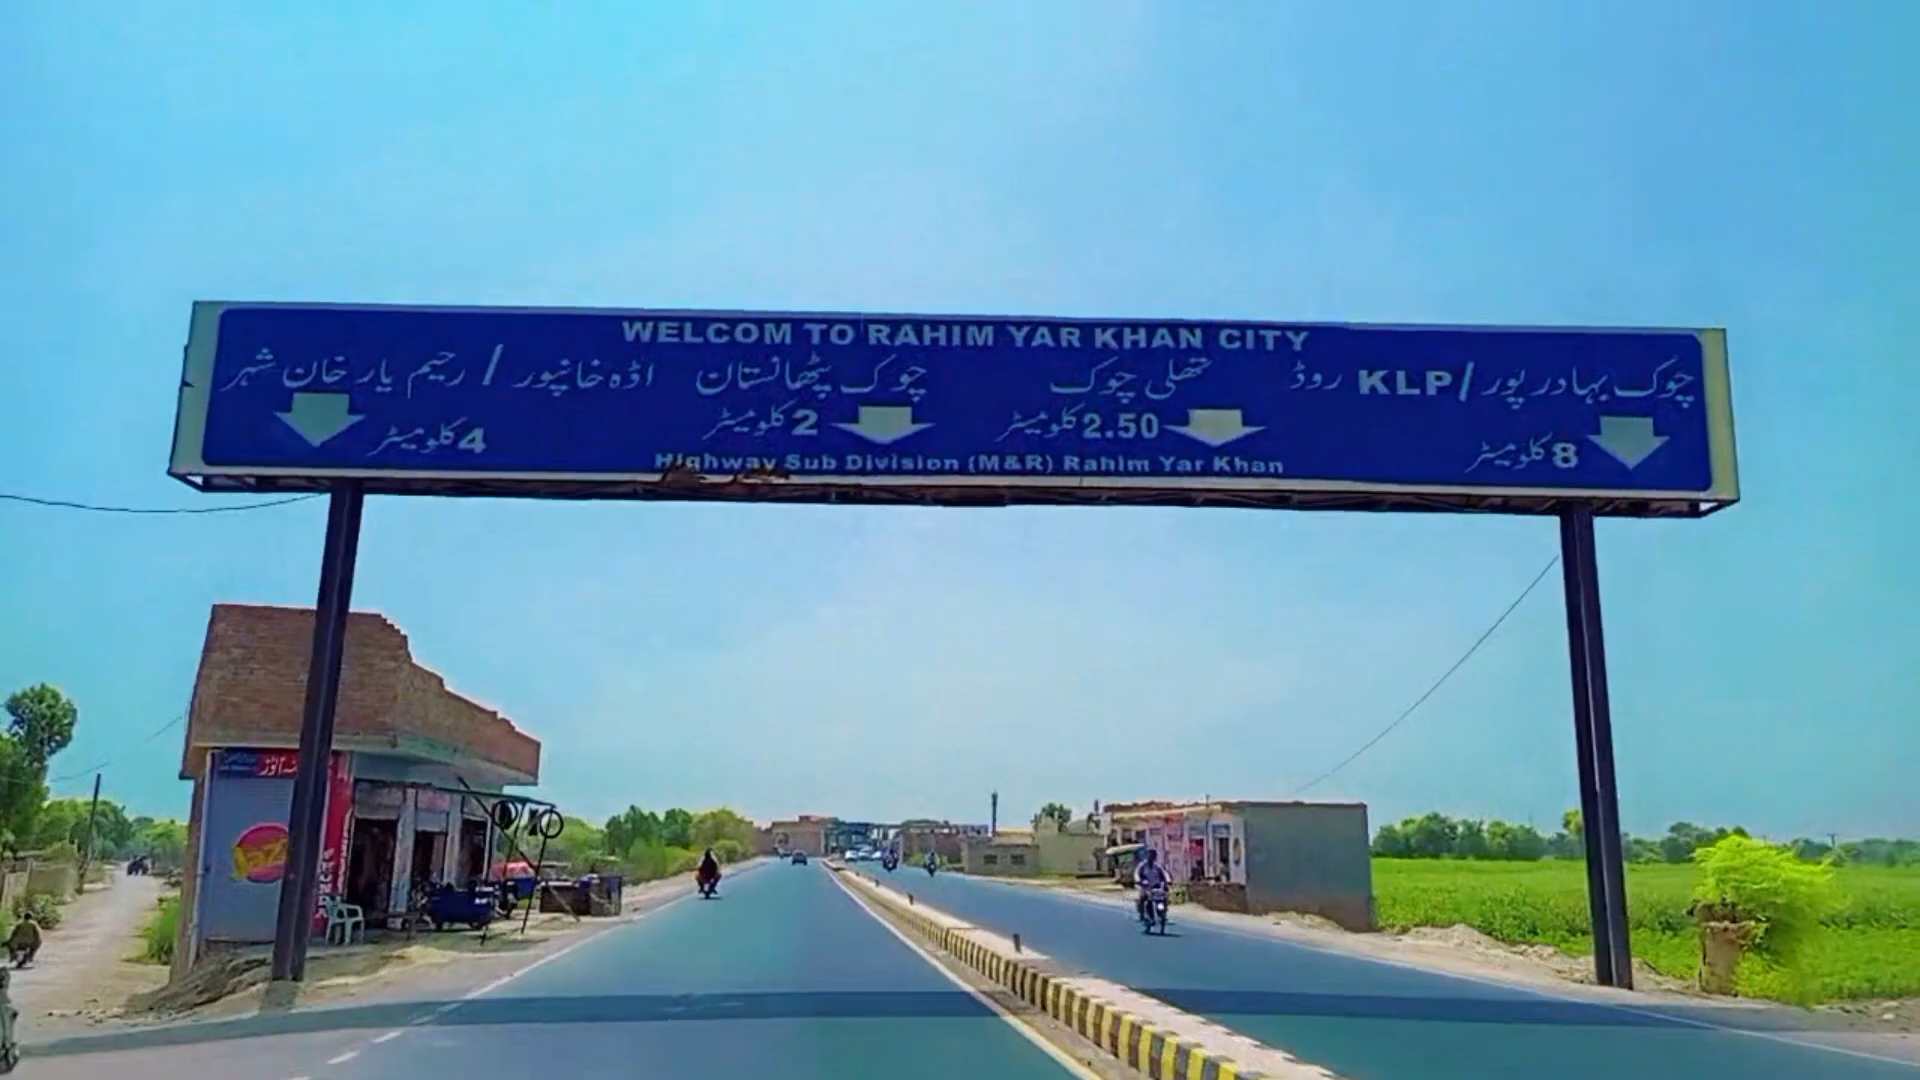 WELCOM TO RAHIM YAR KHAN CITY
چوک بہادر پور / KLP روڈ
8 کلومیٹر
تھلی چوک
2.50 کلومیٹر
چوک پٹھانستان
2 کلومیٹر
اڈہ خانپور / رحیم یار خان شہر
4 کلومیٹر
Highway Sub Division (M&R) Rahim Yar Khan